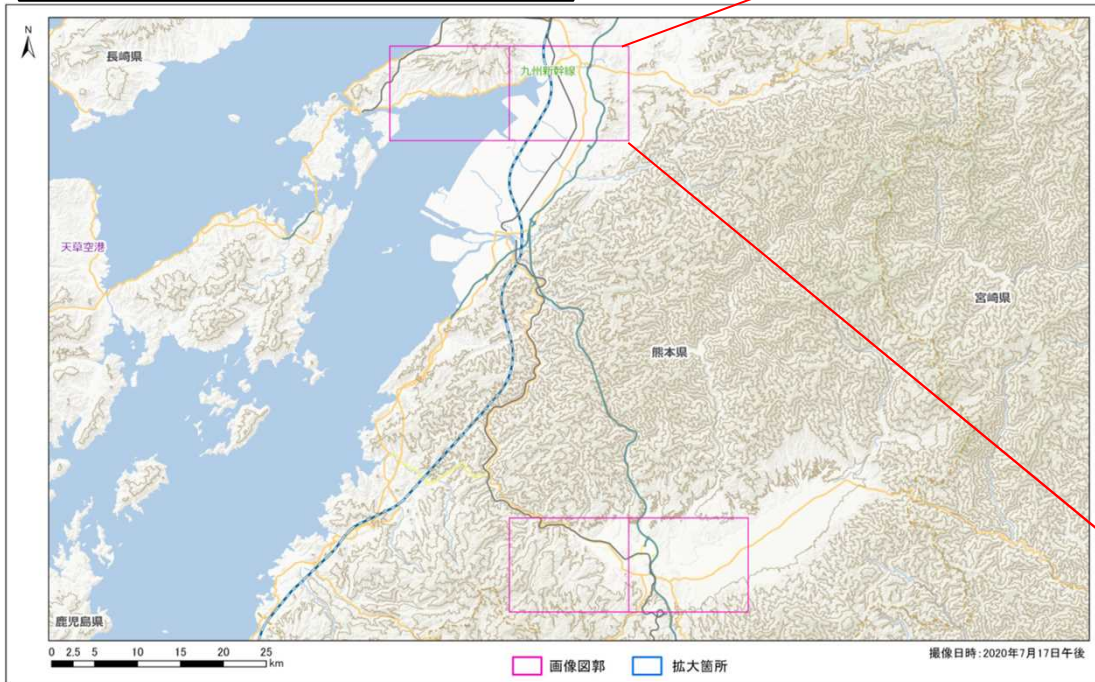 N
長崎県
九州新幹線
天草空港
宮崎県
熊本県
鹿児島県
0 2.5 5 10 15 20 25
km
画像図郭 拡大箇所
撮像日時:2020年7月17日午後